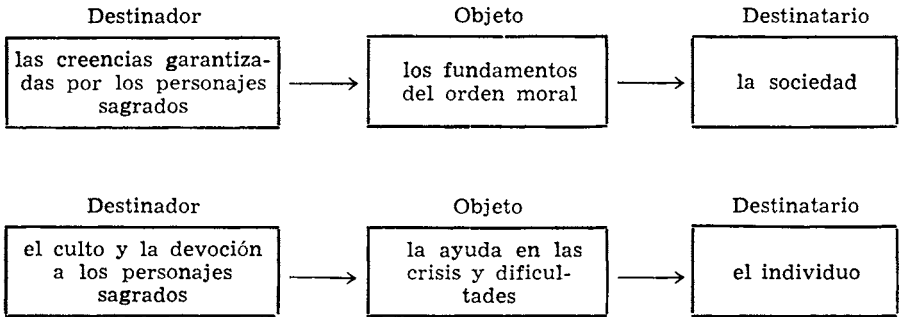 Destinador Objeto Destinatario
las creencias garantiza-
das por los personajes
sagrados
los fundamentos
del orden moral
la sociedad
Destinador Objeto Destinatario
el culto y la devoción
a los personajes
sagrados
la ayuda en las
crisis y dificul-
tades
el individuo